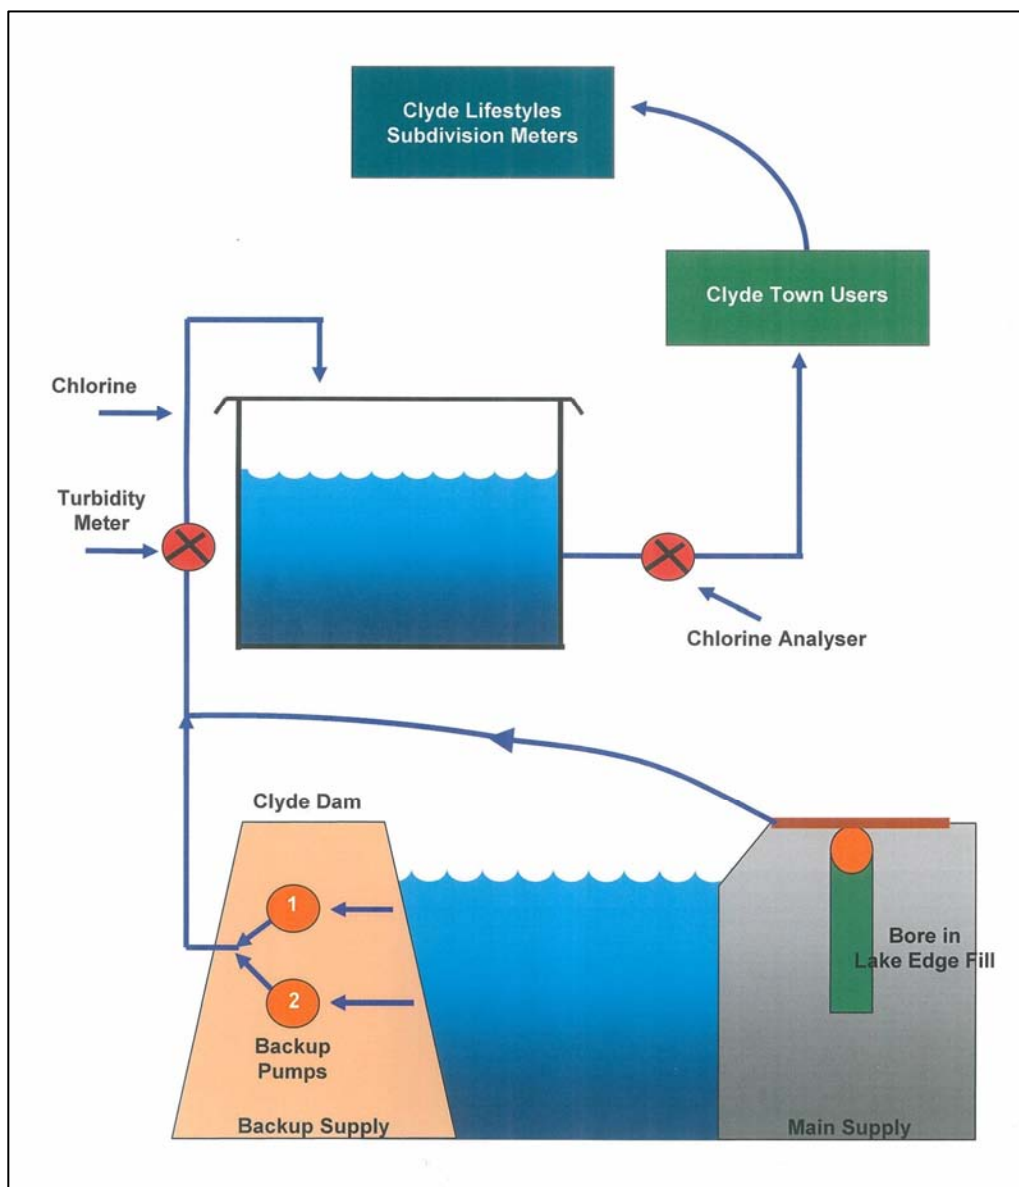 Clyde Lifestyles
Subdivision Meters
Clyde Town Users
Chlorine
Turbidity
Meter
Chlorine Analyser
Clyde Dam
1
2
Backup
Pumps
Backup Supply
Bore in
Lake Edge Fill
Main Supply